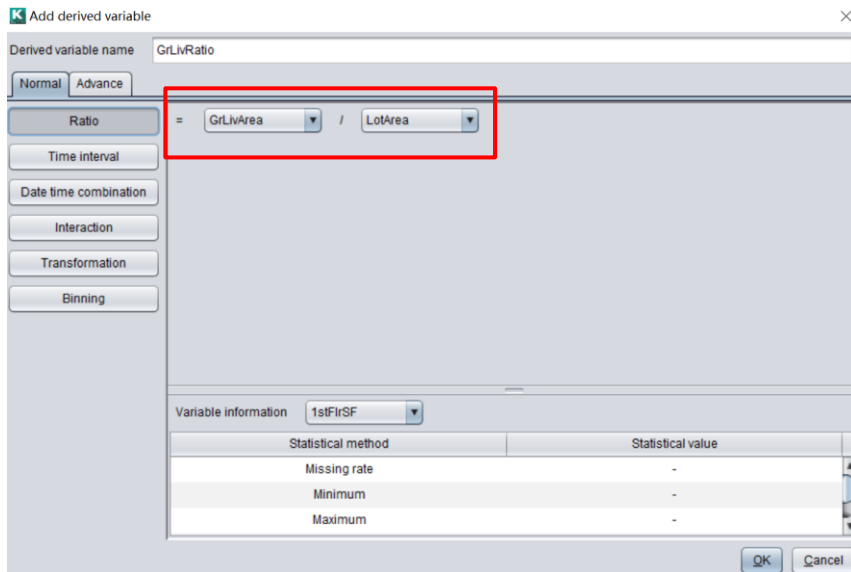 K Add derived variable
Derived variable name GrLivRatio
Normal Advance
Ratio = GrLivArea / LotArea
Time interval
Date time combination
Interaction
Transformation
Binning
Variable information 1stFlrSF
Statistical method Statistical value
Missing rate -
Minimum -
Maximum -
OK Cancel